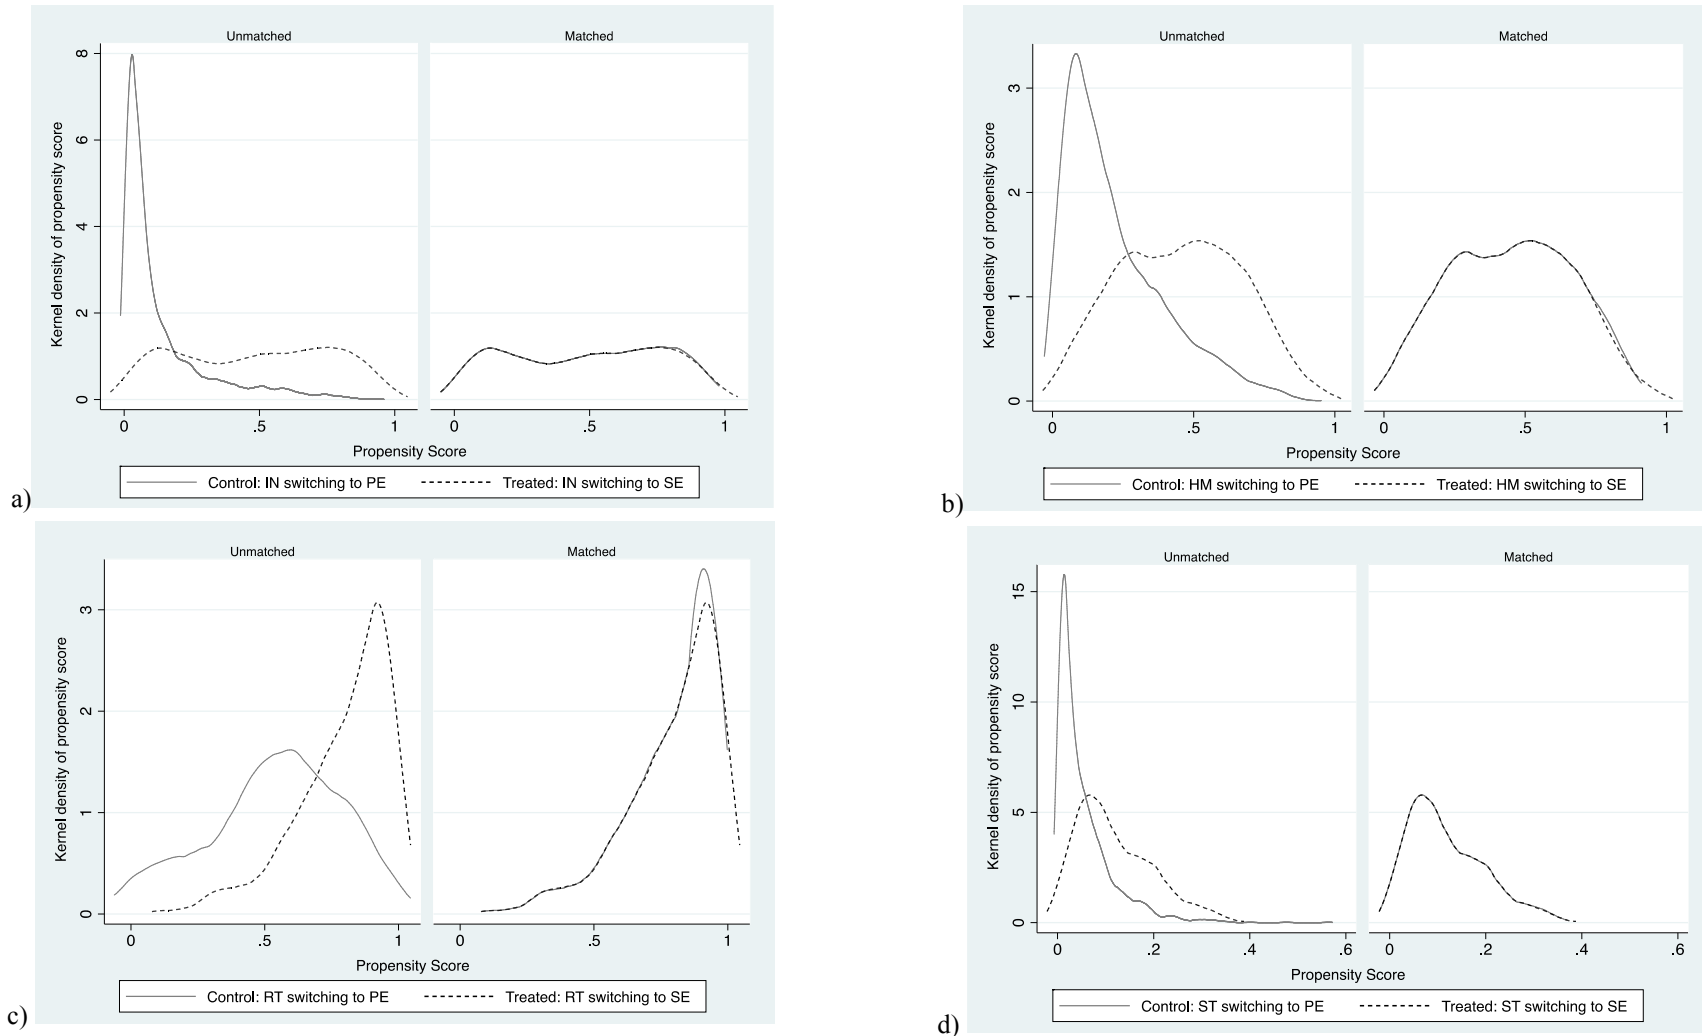 Unmatched Matched
Kernel density of propensity score
8
6
4
2
0
0 .5 1 0 .5 1
Propensity Score
Control: IN switching to PE Treated: IN switching to SE
a)
Unmatched Matched
Kernel density of propensity score
3
2
1
0
0 .5 1 0 .5 1
Propensity Score
Control: HM switching to PE Treated: HM switching to SE
b)
Unmatched Matched
Kernel density of propensity score
3
2
1
0
0 .5 1 0 .5 1
Propensity Score
Control: RT switching to PE Treated: RT switching to SE
c)
Unmatched Matched
Kernel density of propensity score
15
10
5
0
0 .2 .4 .6 0 .2 .4 .6
Propensity Score
Control: ST switching to PE Treated: ST switching to SE
d)